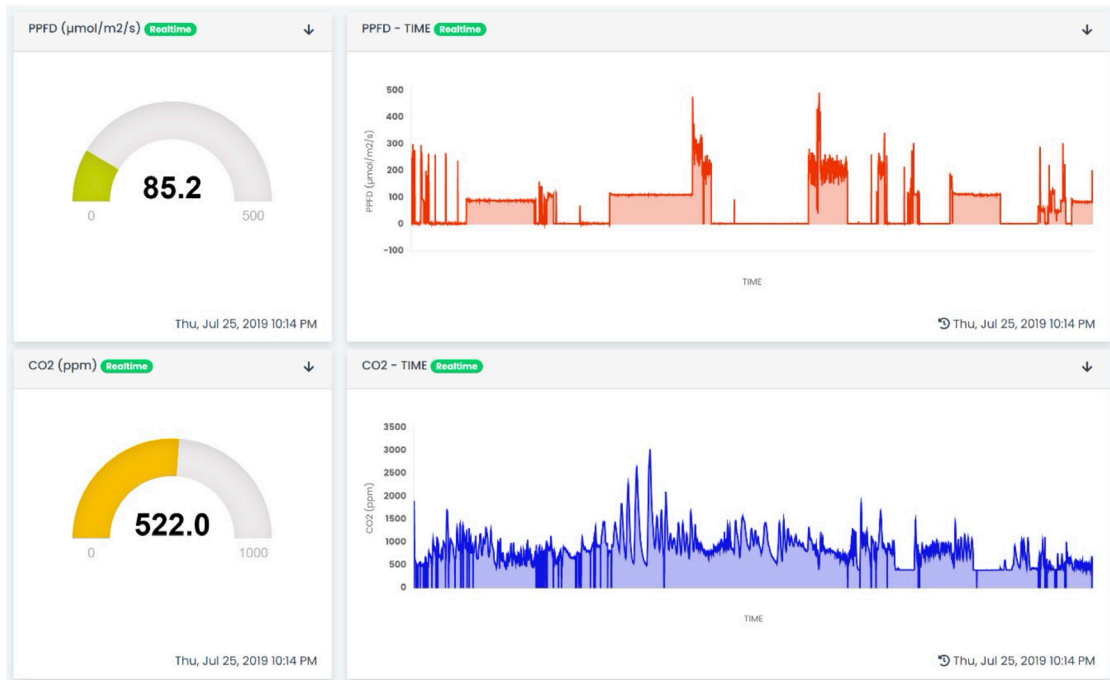 PPFD (μmol/m2/s) Realtime
85.2
0 500
Thu, Jul 25, 2019 10:14 PM
PPFD - TIME Realtime
500
400
300
200
100
0
-100
PPFD (μmol/m2/s)
TIME
Thu, Jul 25, 2019 10:14 PM
CO2 (ppm) Realtime
522.0
0 1000
Thu, Jul 25, 2019 10:14 PM
CO2 - TIME Realtime
3500
3000
2500
2000
1500
1000
500
0
CO2 (ppm)
TIME
Thu, Jul 25, 2019 10:14 PM